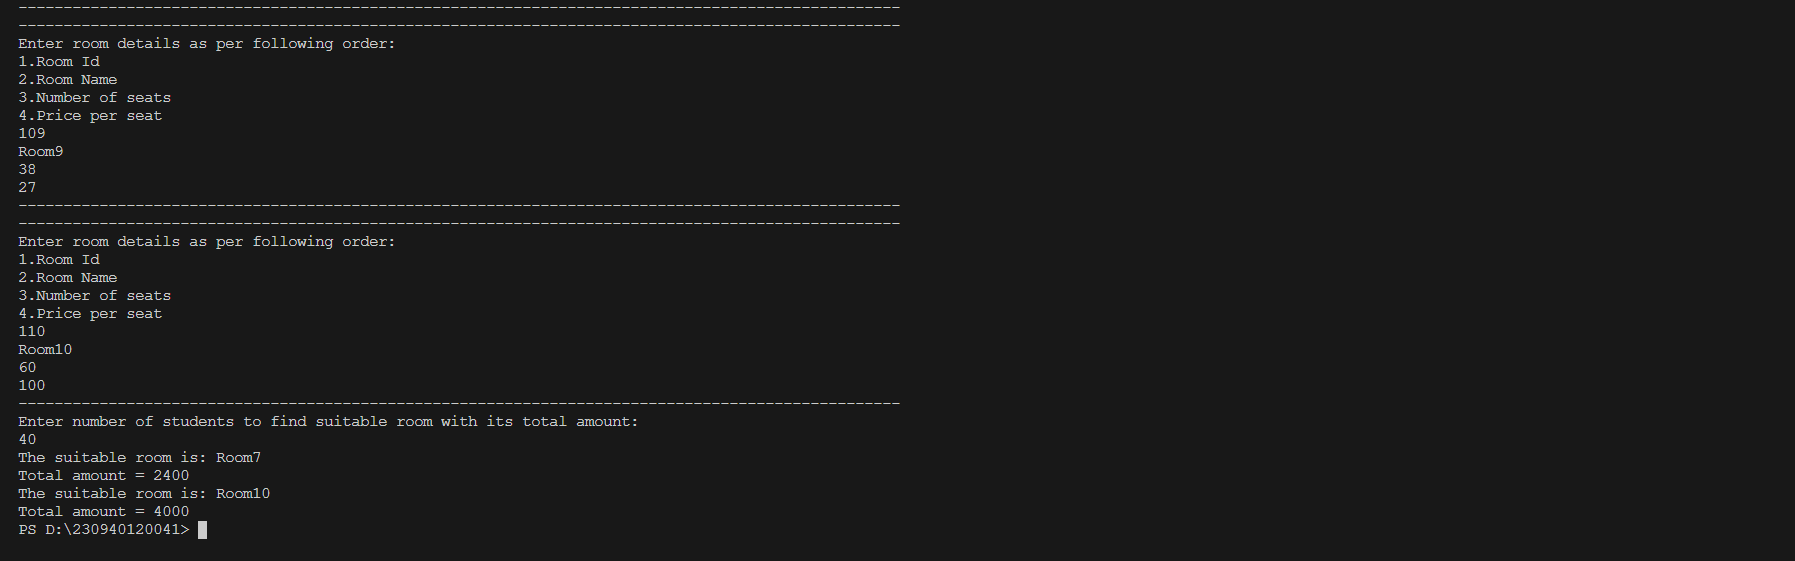 --------------------------------------------------------------------------------------------------
--------------------------------------------------------------------------------------------------
Enter room details as per following order:
1.Room Id
2.Room Name
3.Number of seats
4.Price per seat
109
Room9
38
27
--------------------------------------------------------------------------------------------------
--------------------------------------------------------------------------------------------------
Enter room details as per following order:
1.Room Id
2.Room Name
3.Number of seats
4.Price per seat
110
Room10
60
100
--------------------------------------------------------------------------------------------------
Enter number of students to find suitable room with its total amount:
40
The suitable room is: Room7
Total amount = 2400
The suitable room is: Room10
Total amount = 4000
PS D:\230940120041>